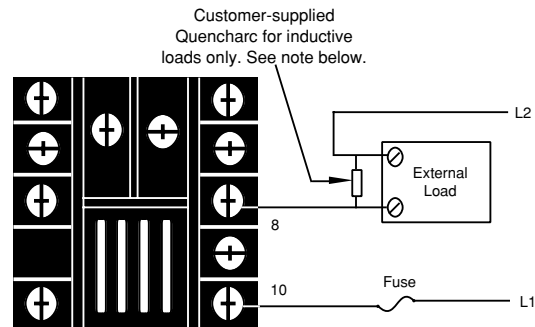 Customer-supplied
Quencharc for inductive
loads only. See note below.
L2
External
Load
8
10
Fuse
L1